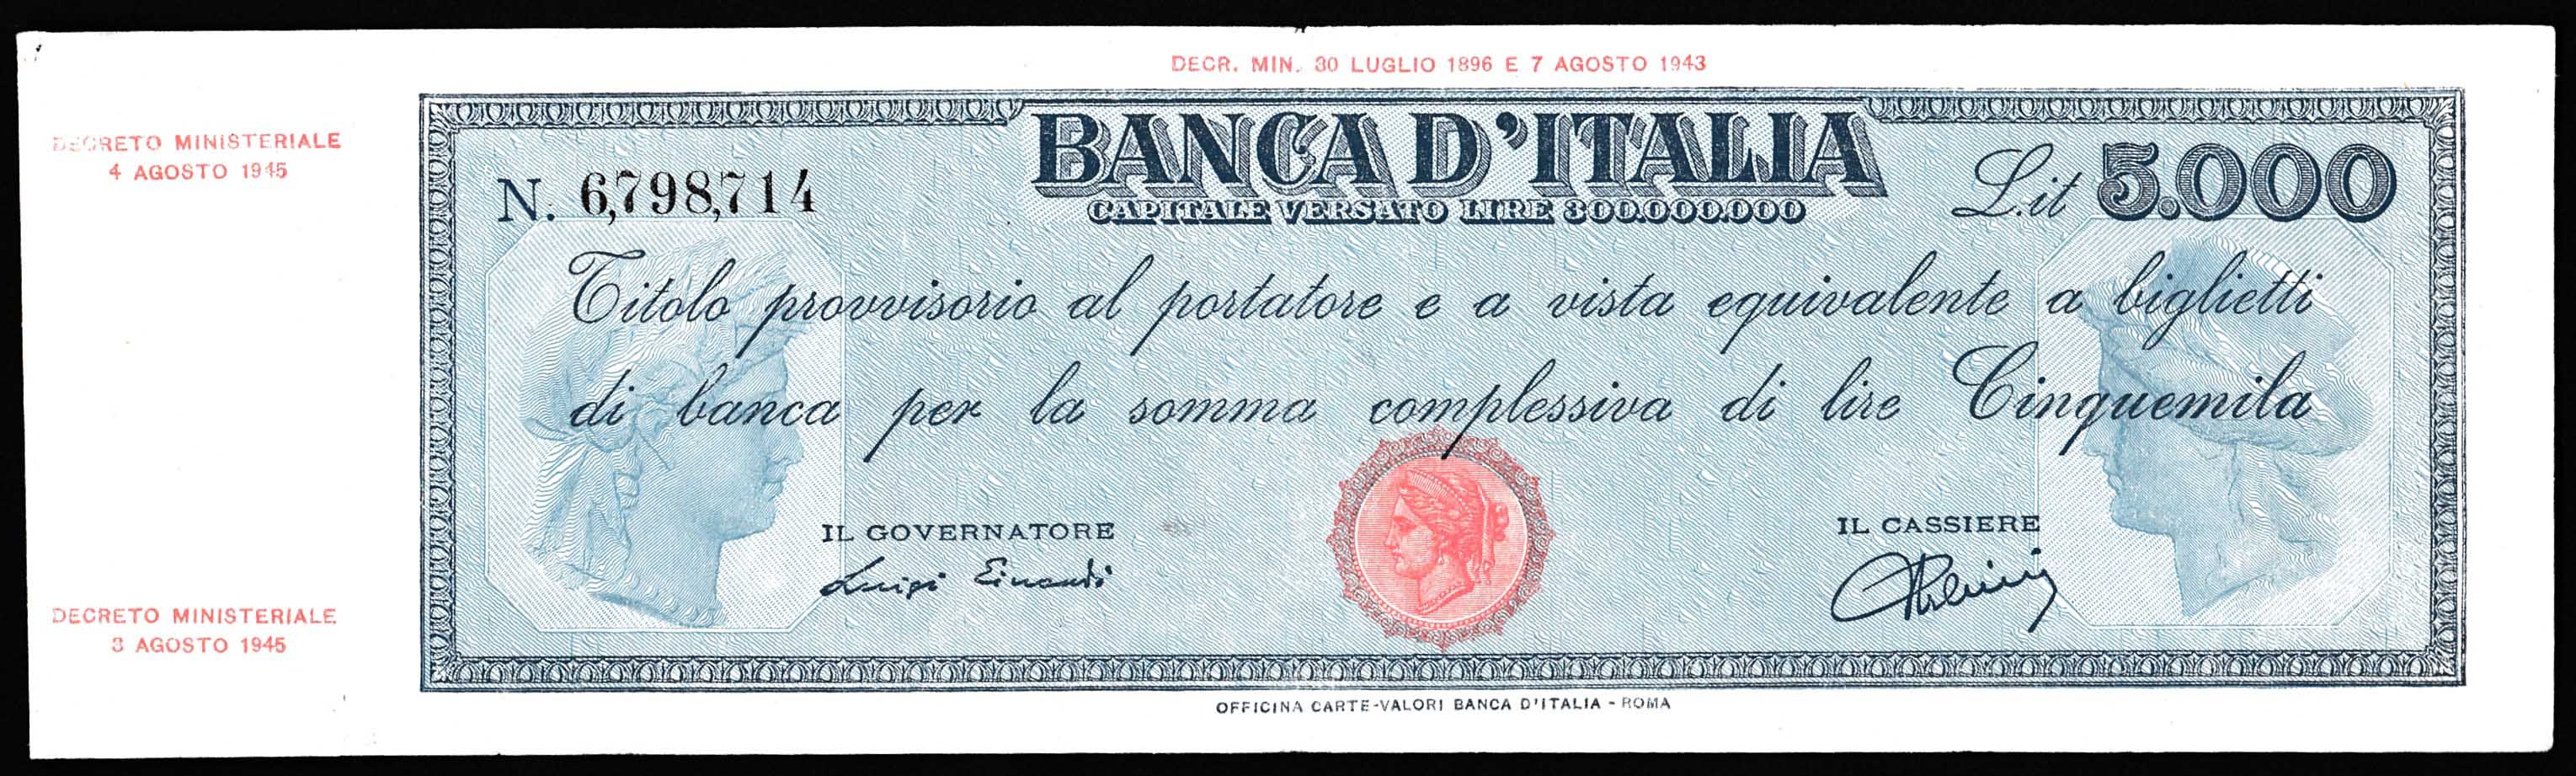 DECR. MIN. 30 LUGLIO 1896 E 7 AGOSTO 1943
DECRETO MINISTERIALE
4 AGOSTO 1945
BANCA D'ITALIA
CAPITALE VERSATO LIRE 300.000.000
N. 6,798,714
L.it 5.000
Titolo provvisorio al portatore e a vista equivalente a biglietti
di banca per la somma complessiva di lire Cinquemila
IL GOVERNATORE
Luigi Einaudi
IL CASSIERE
DECRETO MINISTERIALE
3 AGOSTO 1945
OFFICINA CARTE-VALORI BANCA D'ITALIA - ROMA